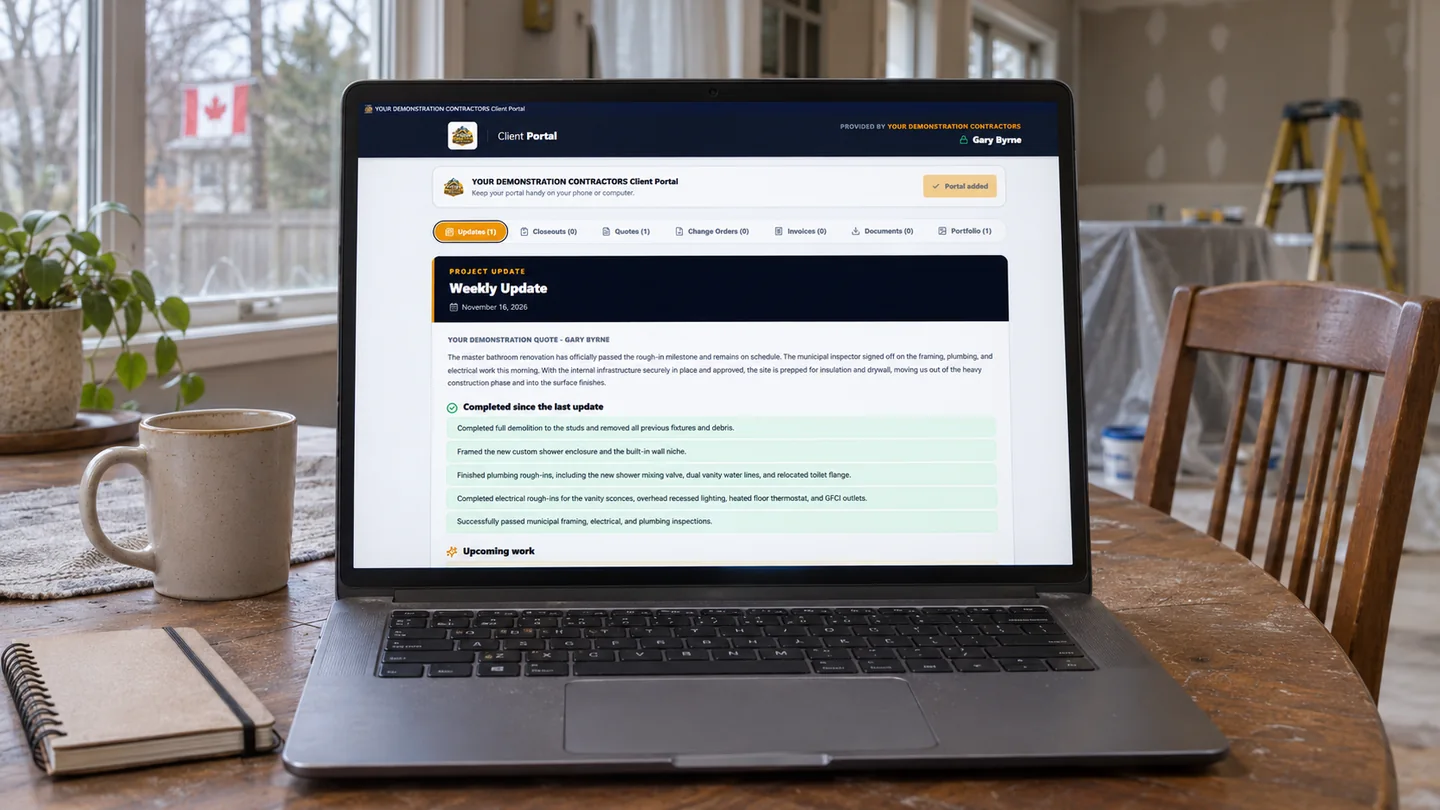 YOUR DEMONSTRATION CONTRACTORS Client Portal
Client Portal
PROVIDED BY YOUR DEMONSTRATION CONTRACTORS
Gary Byrne
YOUR DEMONSTRATION CONTRACTORS Client Portal
Keep your portal handy on your phone or computer.
Portal added
Updates (1)
Closeouts (0)
Quotes (1)
Change Orders (0)
Invoices (0)
Documents (0)
Portfolio (1)
PROJECT UPDATE
Weekly Update
November 16, 2026
YOUR DEMONSTRATION QUOTE - GARY BYRNE
The master bathroom renovation has officially passed the rough-in milestone and remains on schedule. The municipal inspector signed off on the framing, plumbing, and
electrical work this morning. With the internal infrastructure securely in place and approved, the site is prepped for insulation and drywall, moving us out of the heavy
construction phase and into the surface finishes.
Completed since the last update
Completed full demolition to the studs and removed all previous fixtures and debris.
Framed the new custom shower enclosure and the built-in wall niche.
Finished plumbing rough-ins, including the new shower mixing valve, dual vanity water lines, and relocated toilet flange.
Completed electrical rough-ins for the vanity sconces, overhead recessed lighting, heated floor thermostat, and GFCI outlets.
Successfully passed municipal framing, electrical, and plumbing inspections.
Upcoming work